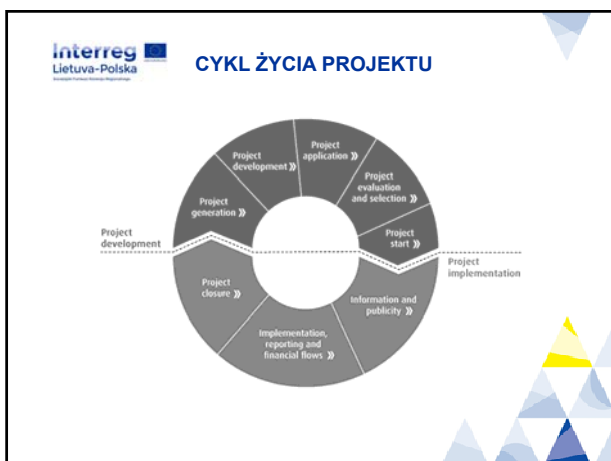 Interreg
Lietuva-Polska
CYKL ŻYCIA PROJEKTU
Project
generation »
Project
development »
Project
application »
Project
evaluation
and selection »
Project
start »
Project
development
Project
implementation
Project
closure »
Information and
publicity »
Implementation,
reporting and
financial flows »